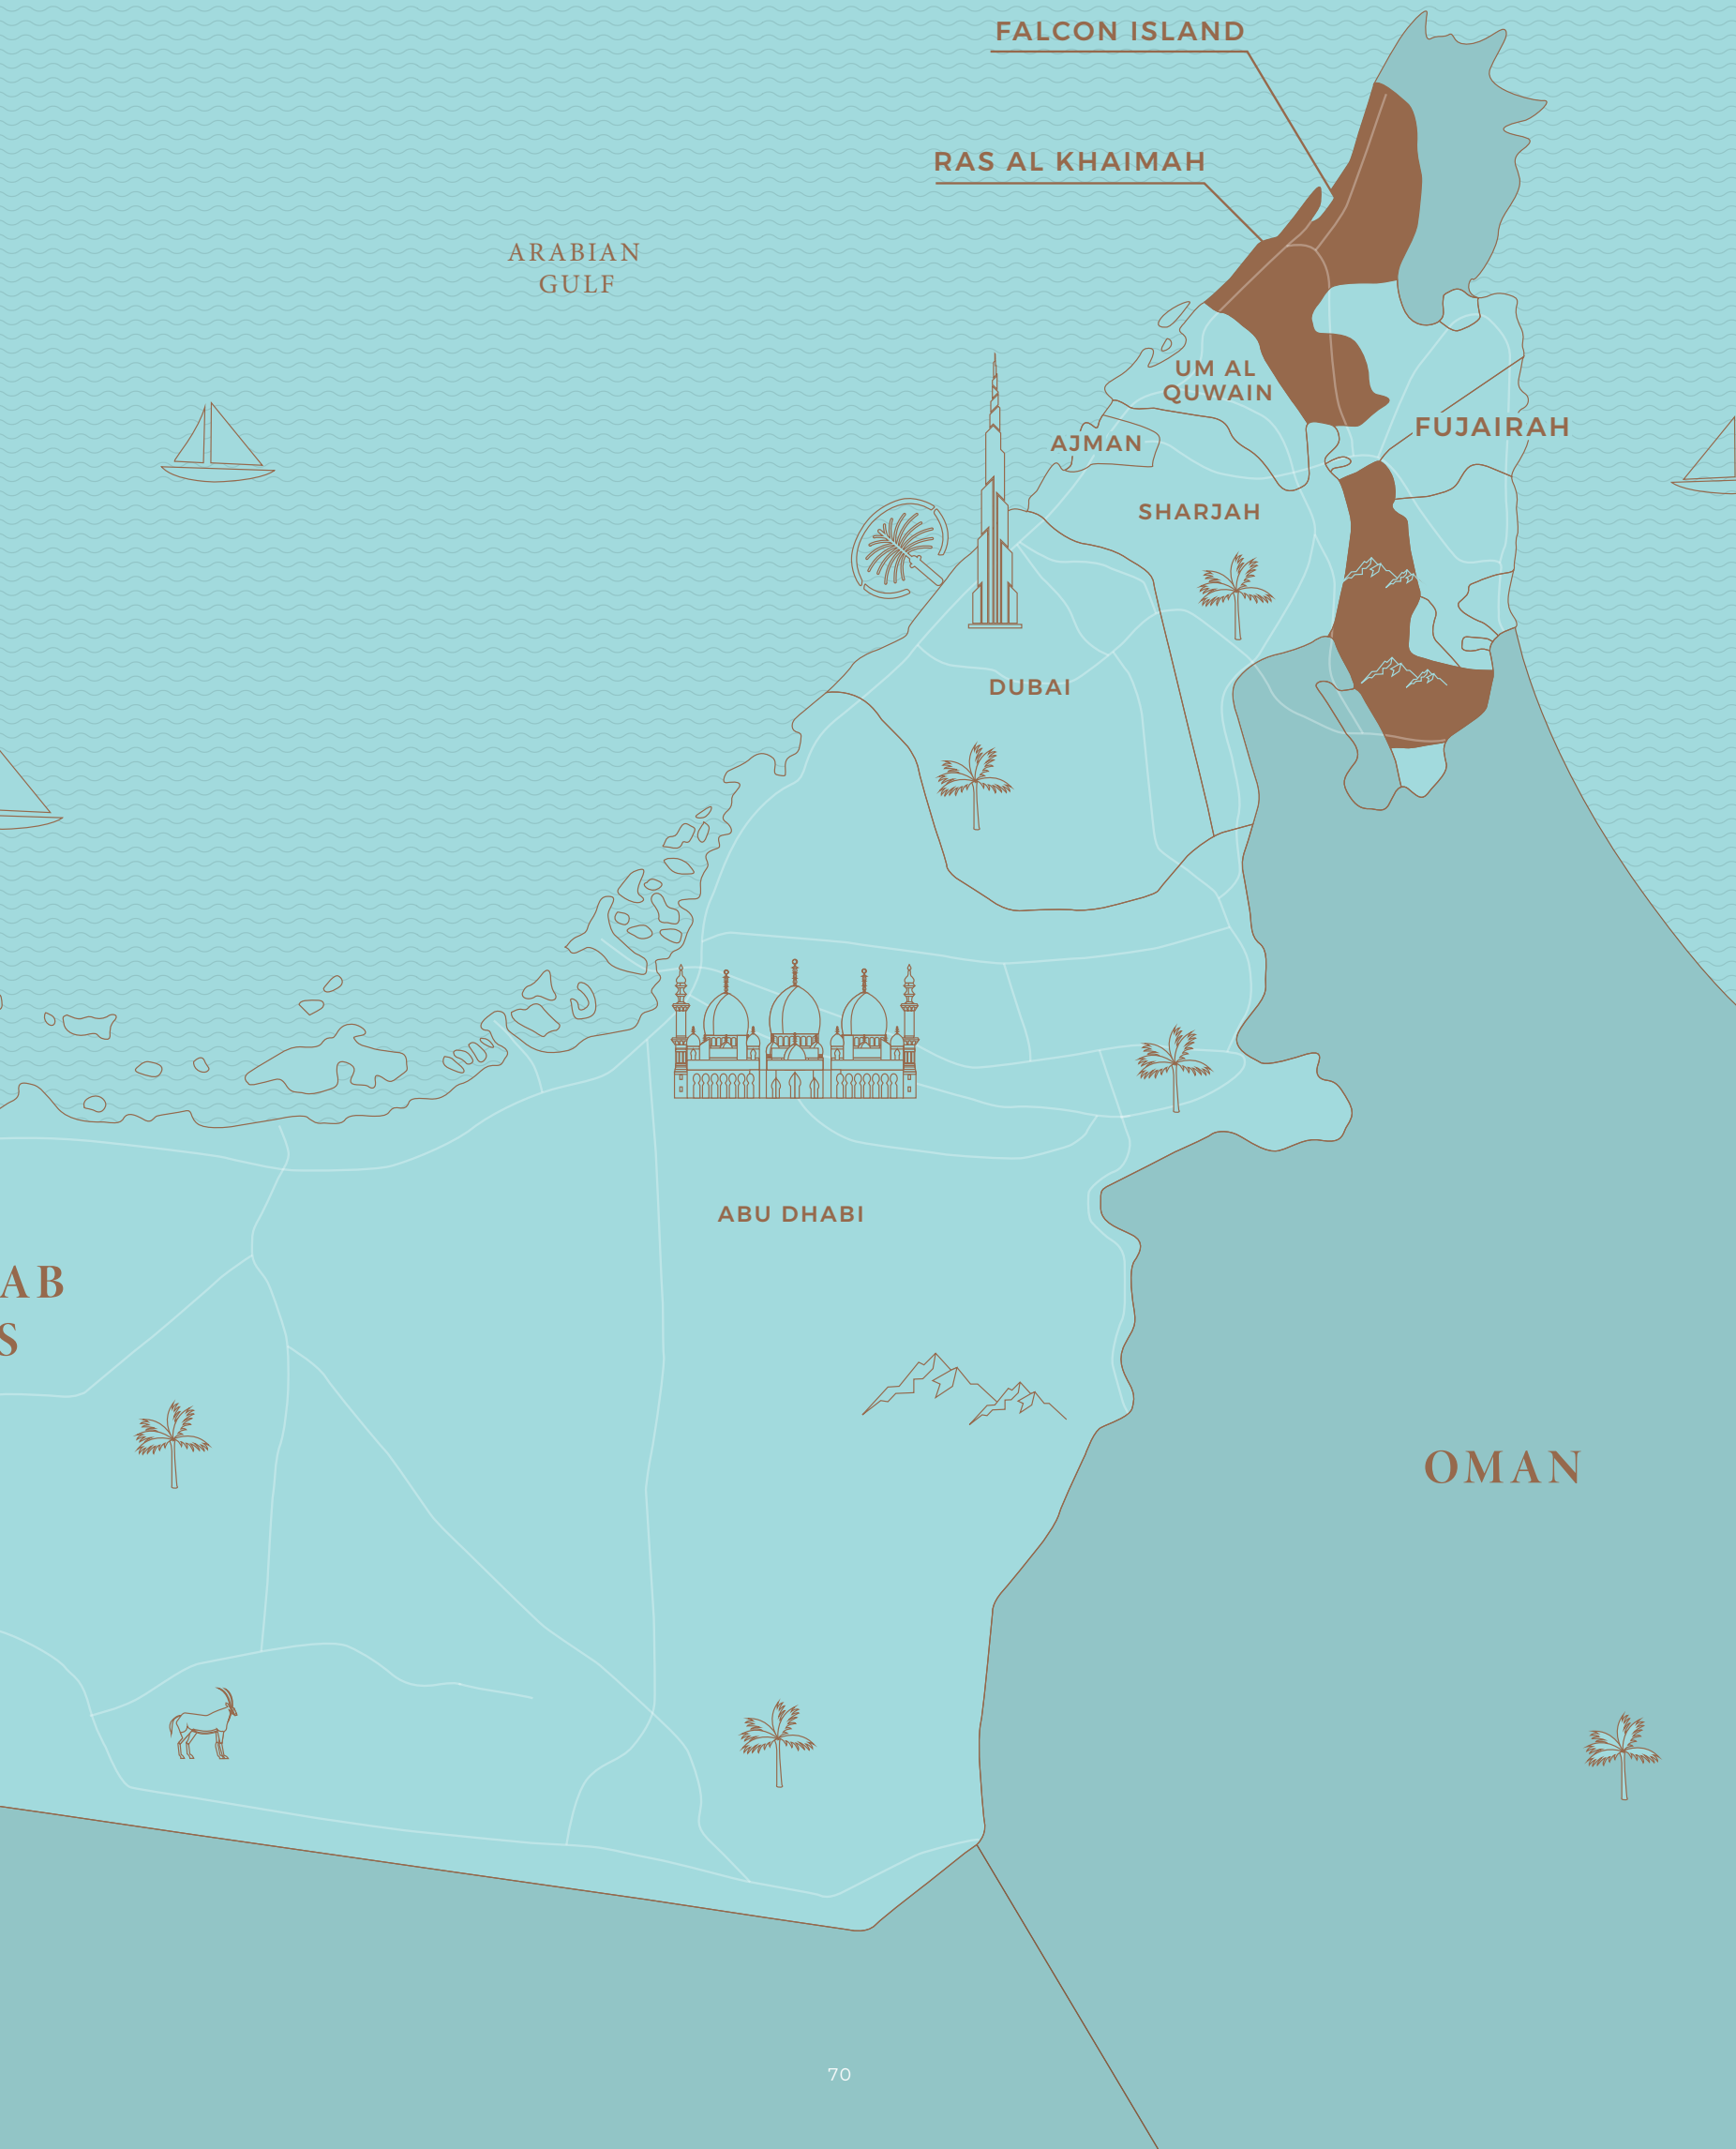 FALCON ISLAND
RAS AL KHAIMAH
ARABIAN
GULF
UM AL
QUWAIN
FUJAIRAH
AJMAN
SHARJAH
DUBAI
ABU DHABI
AB
S
OMAN
70